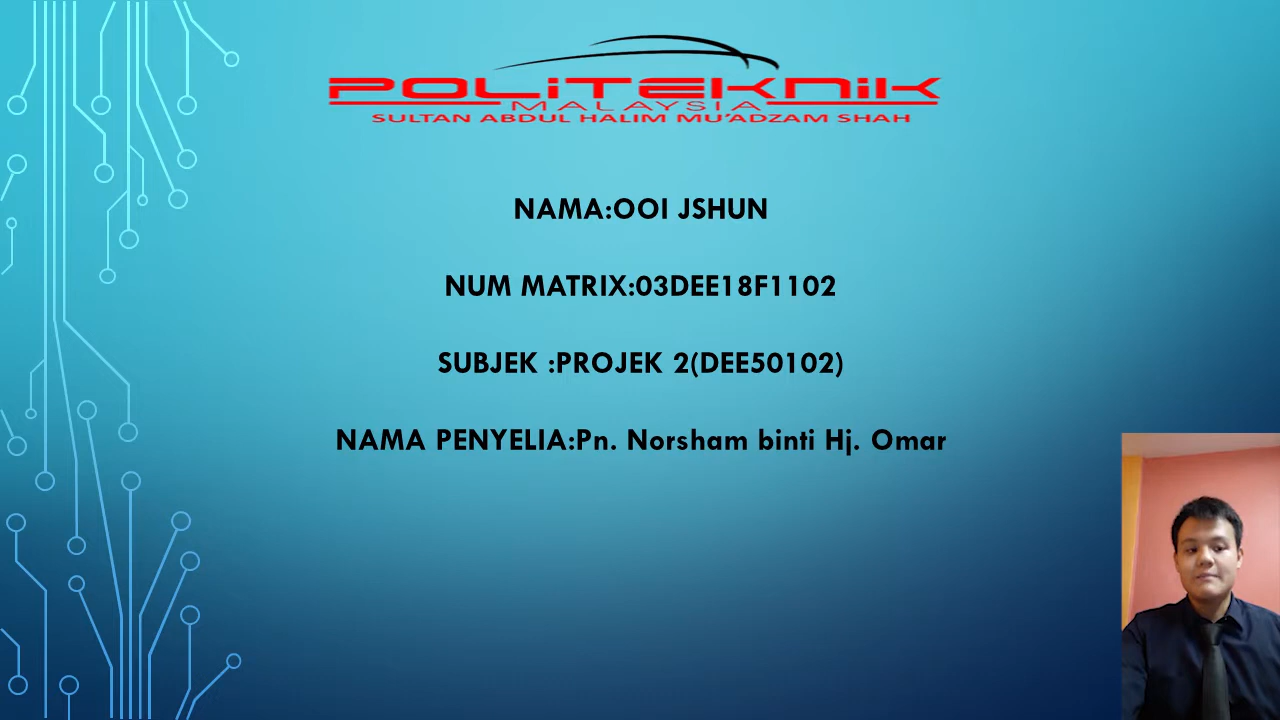 POLiTEKNiK
MALAYSIA
SULTAN ABDUL HALIM MU'ADZAM SHAH
NAMA:OOI JSHUN
NUM MATRIX:03DEE18F1102
SUBJEK :PROJEK 2(DEE50102)
NAMA PENYELIA:Pn. Norsham binti Hj. Omar